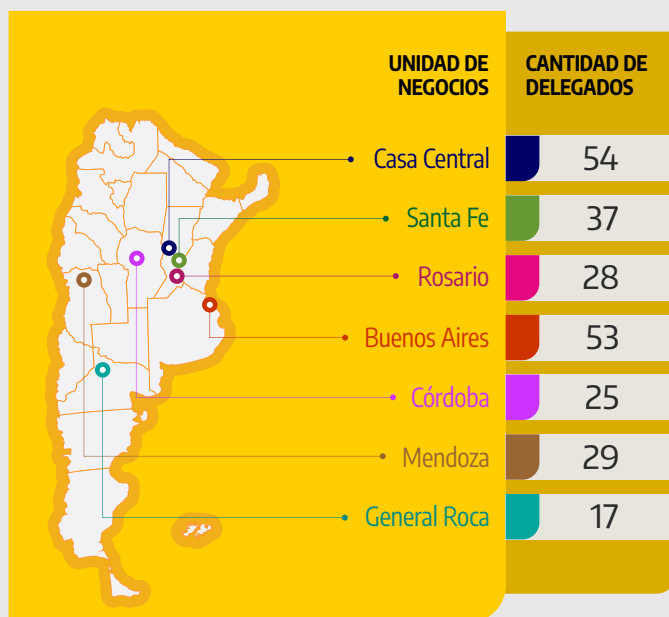 UNIDAD DE
NEGOCIOS
CANTIDAD DE
DELEGADOS
Casa Central 54
Santa Fe 37
Rosario 28
Buenos Aires 53
Córdoba 25
Mendoza 29
General Roca 17